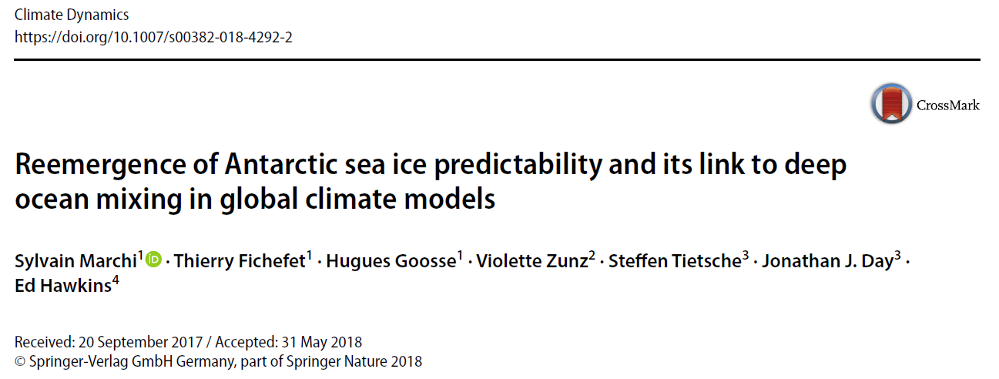 Climate Dynamics
https://doi.org/10.1007/s00382-018-4292-2
CrossMark
Reemergence of Antarctic sea ice predictability and its link to deep
ocean mixing in global climate models
Sylvain Marchi1 iD · Thierry Fichefet1 · Hugues Goosse1 · Violette Zunz2 · Steffen Tietsche3 · Jonathan J. Day3 ·
Ed Hawkins4
Received: 20 September 2017 / Accepted: 31 May 2018
© Springer-Verlag GmbH Germany, part of Springer Nature 2018